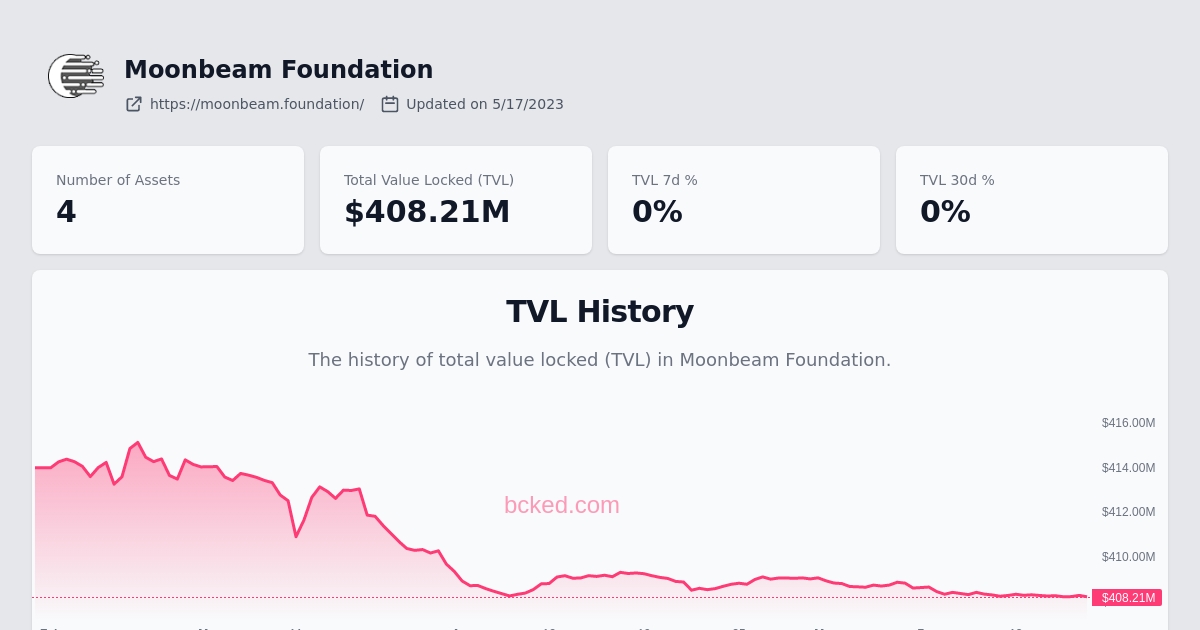 Moonbeam Foundation
https://moonbeam.foundation/ Updated on 5/17/2023
Number of Assets
4
Total Value Locked (TVL)
$408.21M
TVL 7d %
0%
TVL 30d %
0%
TVL History
The history of total value locked (TVL) in Moonbeam Foundation.
$416.00M
$414.00M
bcked.com
$412.00M
$410.00M
$408.21M